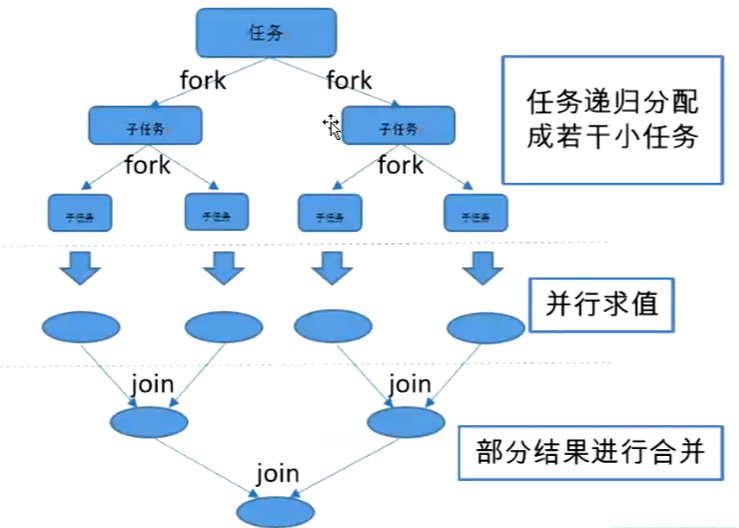 任务
fork
fork
任务递归分配
成若干小任务
子任务
子任务
fork
fork
子任务
子任务
子任务
子任务
并行求值
join
join
部分结果进行合并
join